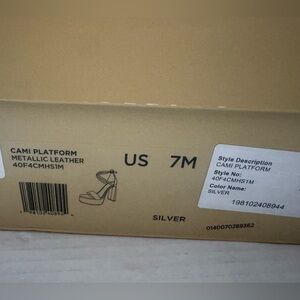 CAMI PLATFORM
METALLIC LEATHER
40F4CMHS1M
US 7M
SILVER
Style Description
CAMI PLATFORM
Style No:
40F4CMHS1M
Color Name:
SILVER
198102408944
0140070289362